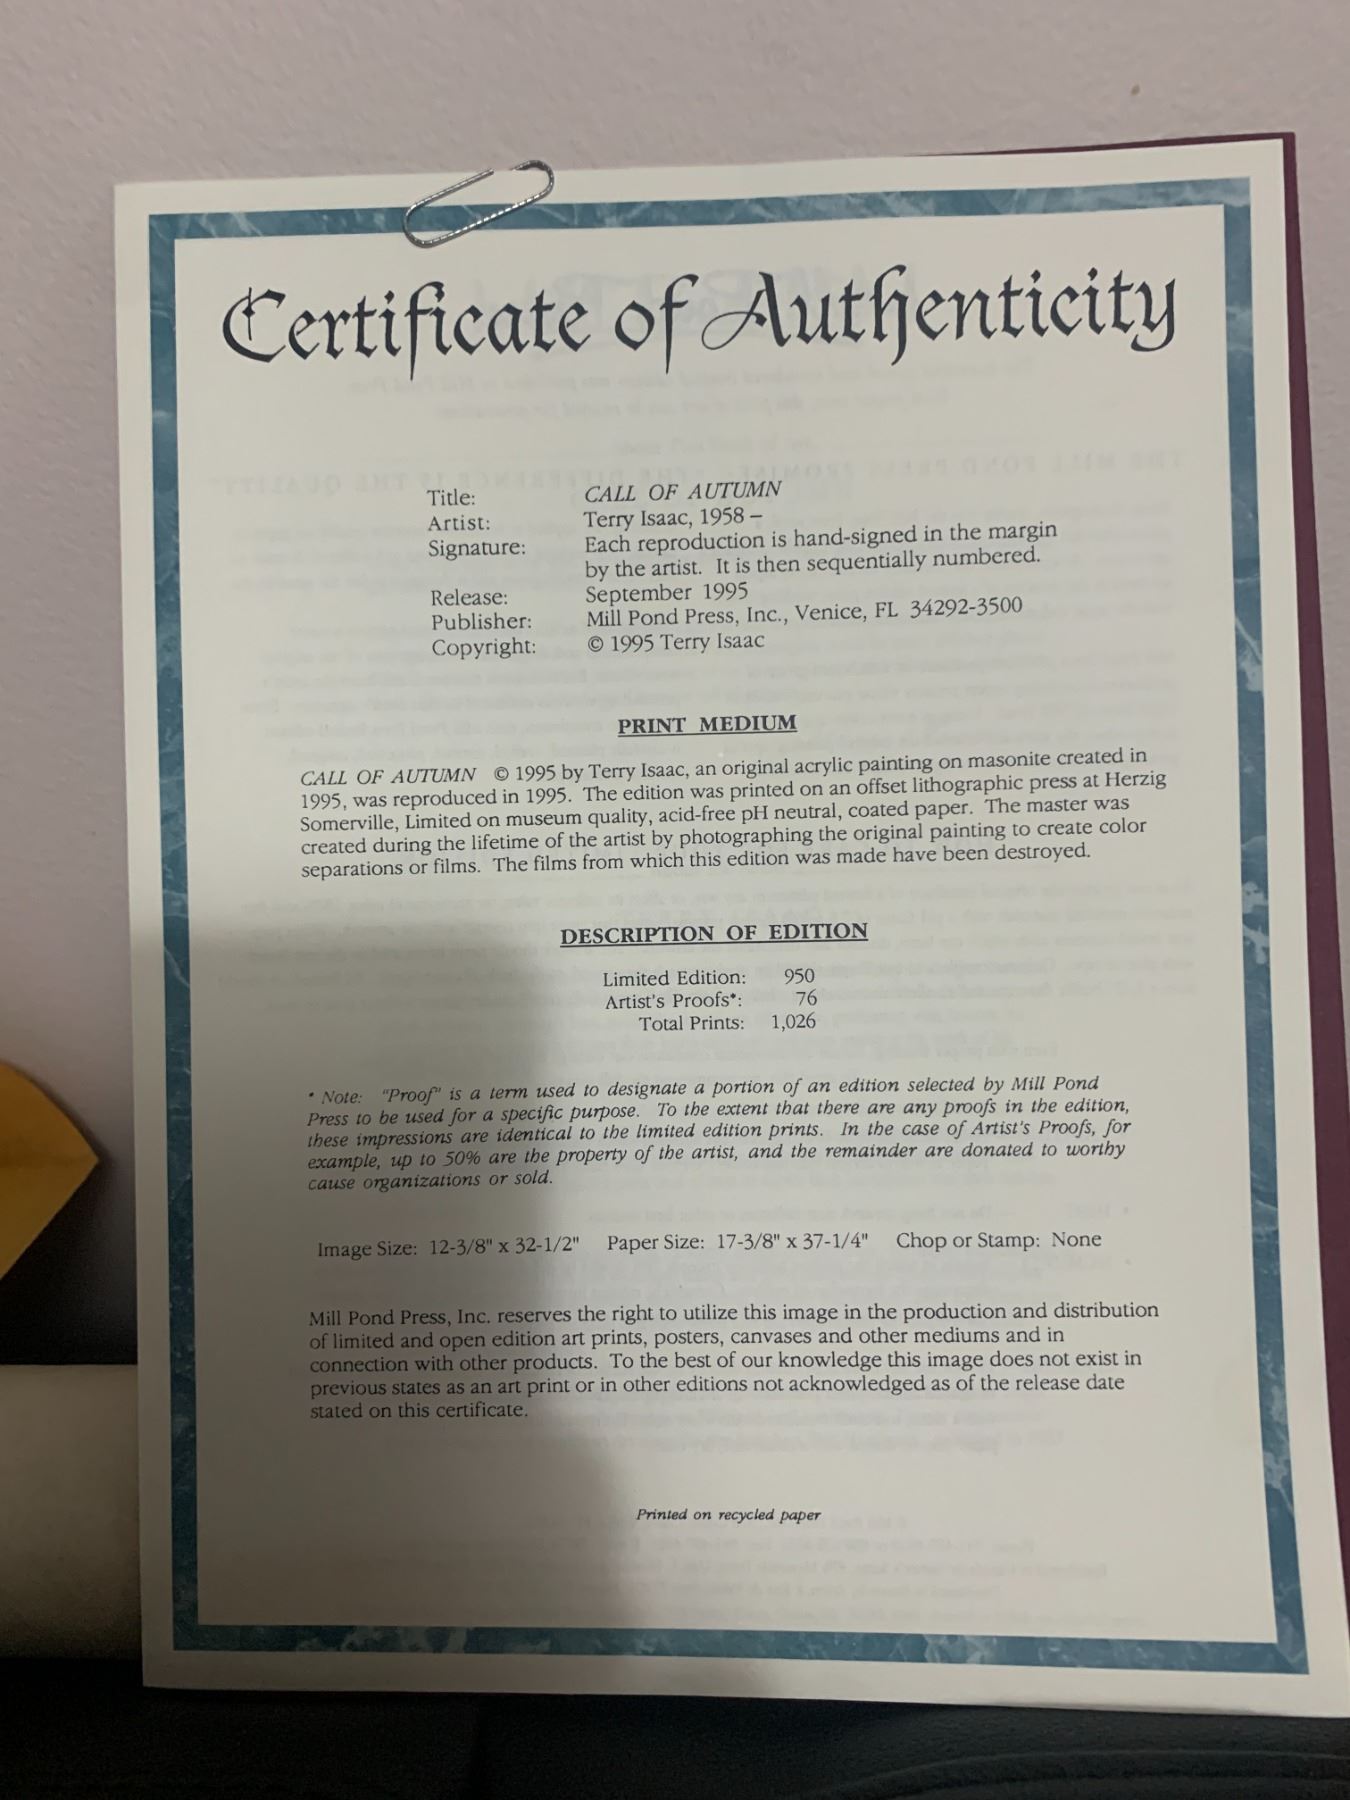 Certificate of Authenticity
Title: CALL OF AUTUMN
Artist: Terry Isaac, 1958 –
Signature: Each reproduction is hand-signed in the margin
by the artist. It is then sequentially numbered.
Release: September 1995
Publisher: Mill Pond Press, Inc., Venice, FL 34292-3500
Copyright: © 1995 Terry Isaac
PRINT MEDIUM
CALL OF AUTUMN © 1995 by Terry Isaac, an original acrylic painting on masonite created in
1995, was reproduced in 1995. The edition was printed on an offset lithographic press at Herzig
Somerville, Limited on museum quality, acid-free pH neutral, coated paper. The master was
created during the lifetime of the artist by photographing the original painting to create color
separations or films. The films from which this edition was made have been destroyed.
DESCRIPTION OF EDITION
Limited Edition: 950
Artist's Proofs*: 76
Total Prints: 1,026
* Note: "Proof" is a term used to designate a portion of an edition selected by Mill Pond
Press to be used for a specific purpose. To the extent that there are any proofs in the edition,
these impressions are identical to the limited edition prints. In the case of Artist's Proofs, for
example, up to 50% are the property of the artist, and the remainder are donated to worthy
cause organizations or sold.
Image Size: 12-3/8" x 32-1/2" Paper Size: 17-3/8" x 37-1/4" Chop or Stamp: None
Mill Pond Press, Inc. reserves the right to utilize this image in the production and distribution
of limited and open edition art prints, posters, canvases and other mediums and in
connection with other products. To the best of our knowledge this image does not exist in
previous states as an art print or in other editions not acknowledged as of the release date
stated on this certificate.
Printed on recycled paper